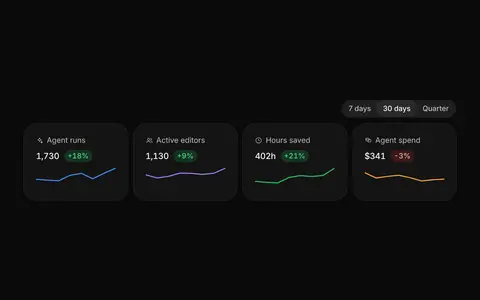 7 days 30 days Quarter
Agent runs
1,730 +18%
Active editors
1,130 +9%
Hours saved
402h +21%
Agent spend
$341 -3%